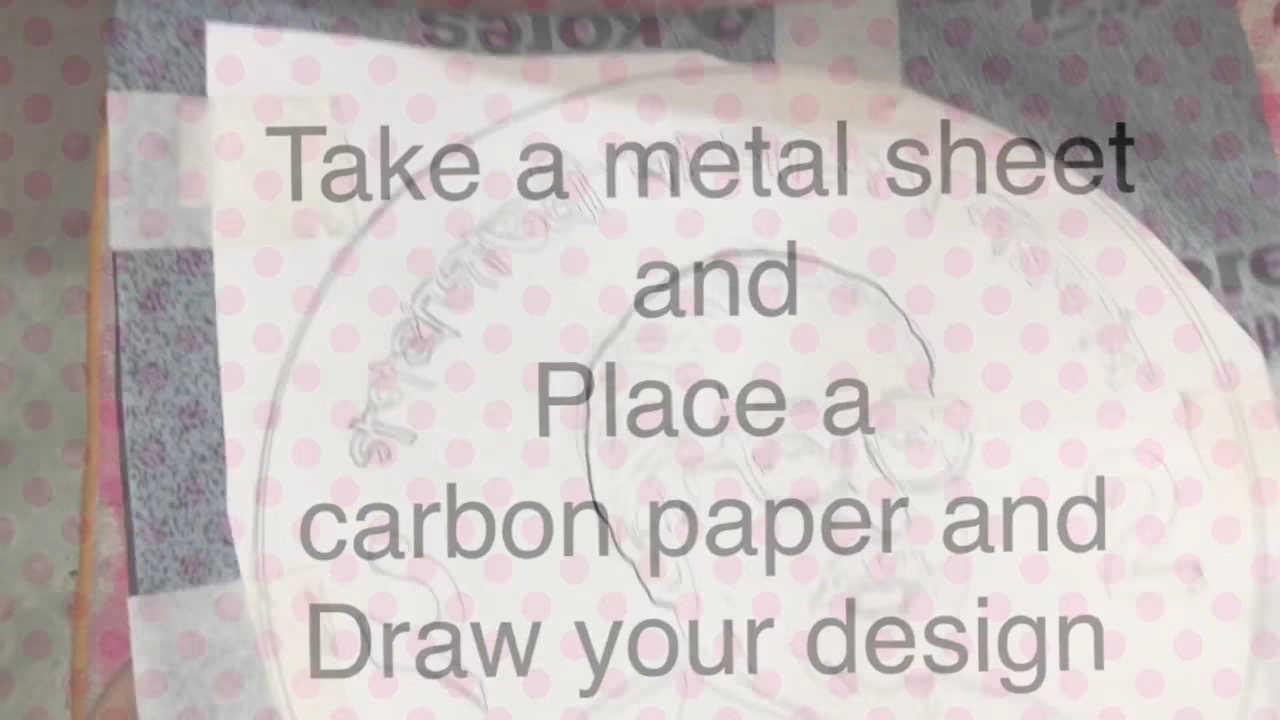 Take a metal sheet
and
Place a
carbon paper and
Draw your design